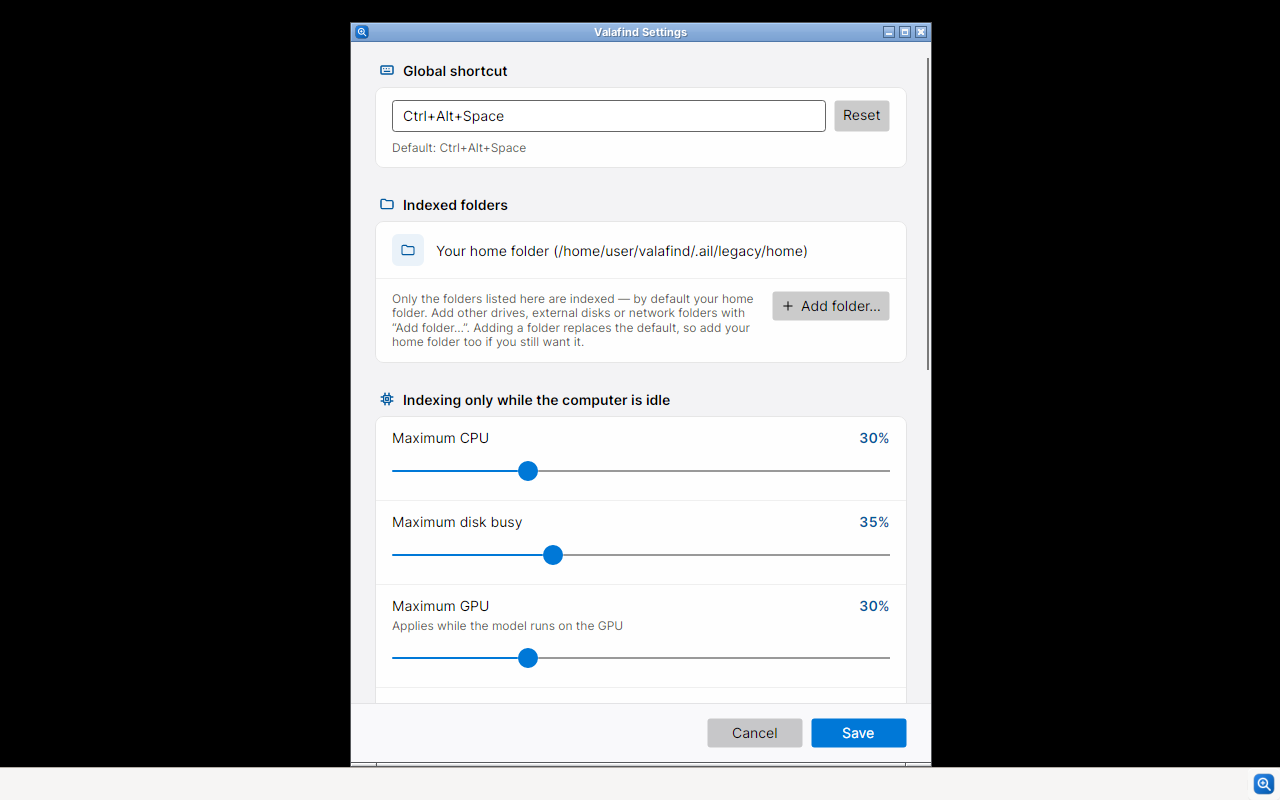 Valafind Settings
Global shortcut
Ctrl+Alt+Space
Reset
Default: Ctrl+Alt+Space
Indexed folders
Your home folder (/home/user/valafind/.ail/legacy/home)
Only the folders listed here are indexed — by default your home
folder. Add other drives, external disks or network folders with
“Add folder…”. Adding a folder replaces the default, so add your
home folder too if you still want it.
+ Add folder…
Indexing only while the computer is idle
Maximum CPU
30%
Maximum disk busy
35%
Maximum GPU
30%
Applies while the model runs on the GPU
Cancel
Save